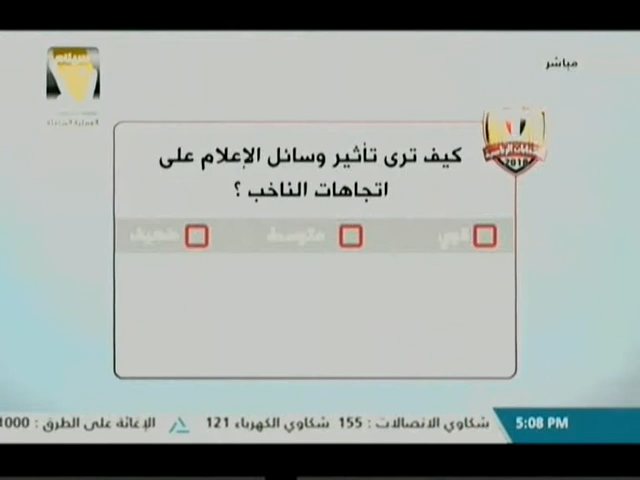 مباشر
كيف ترى تأثير وسائل الإعلام على
اتجاهات الناخب ؟
قوي
متوسط
ضعيف
5:08 PM
شكاوي الاتصالات : 155 شكاوي الكهرباء 121
الإغاثة على الطرق : 1000